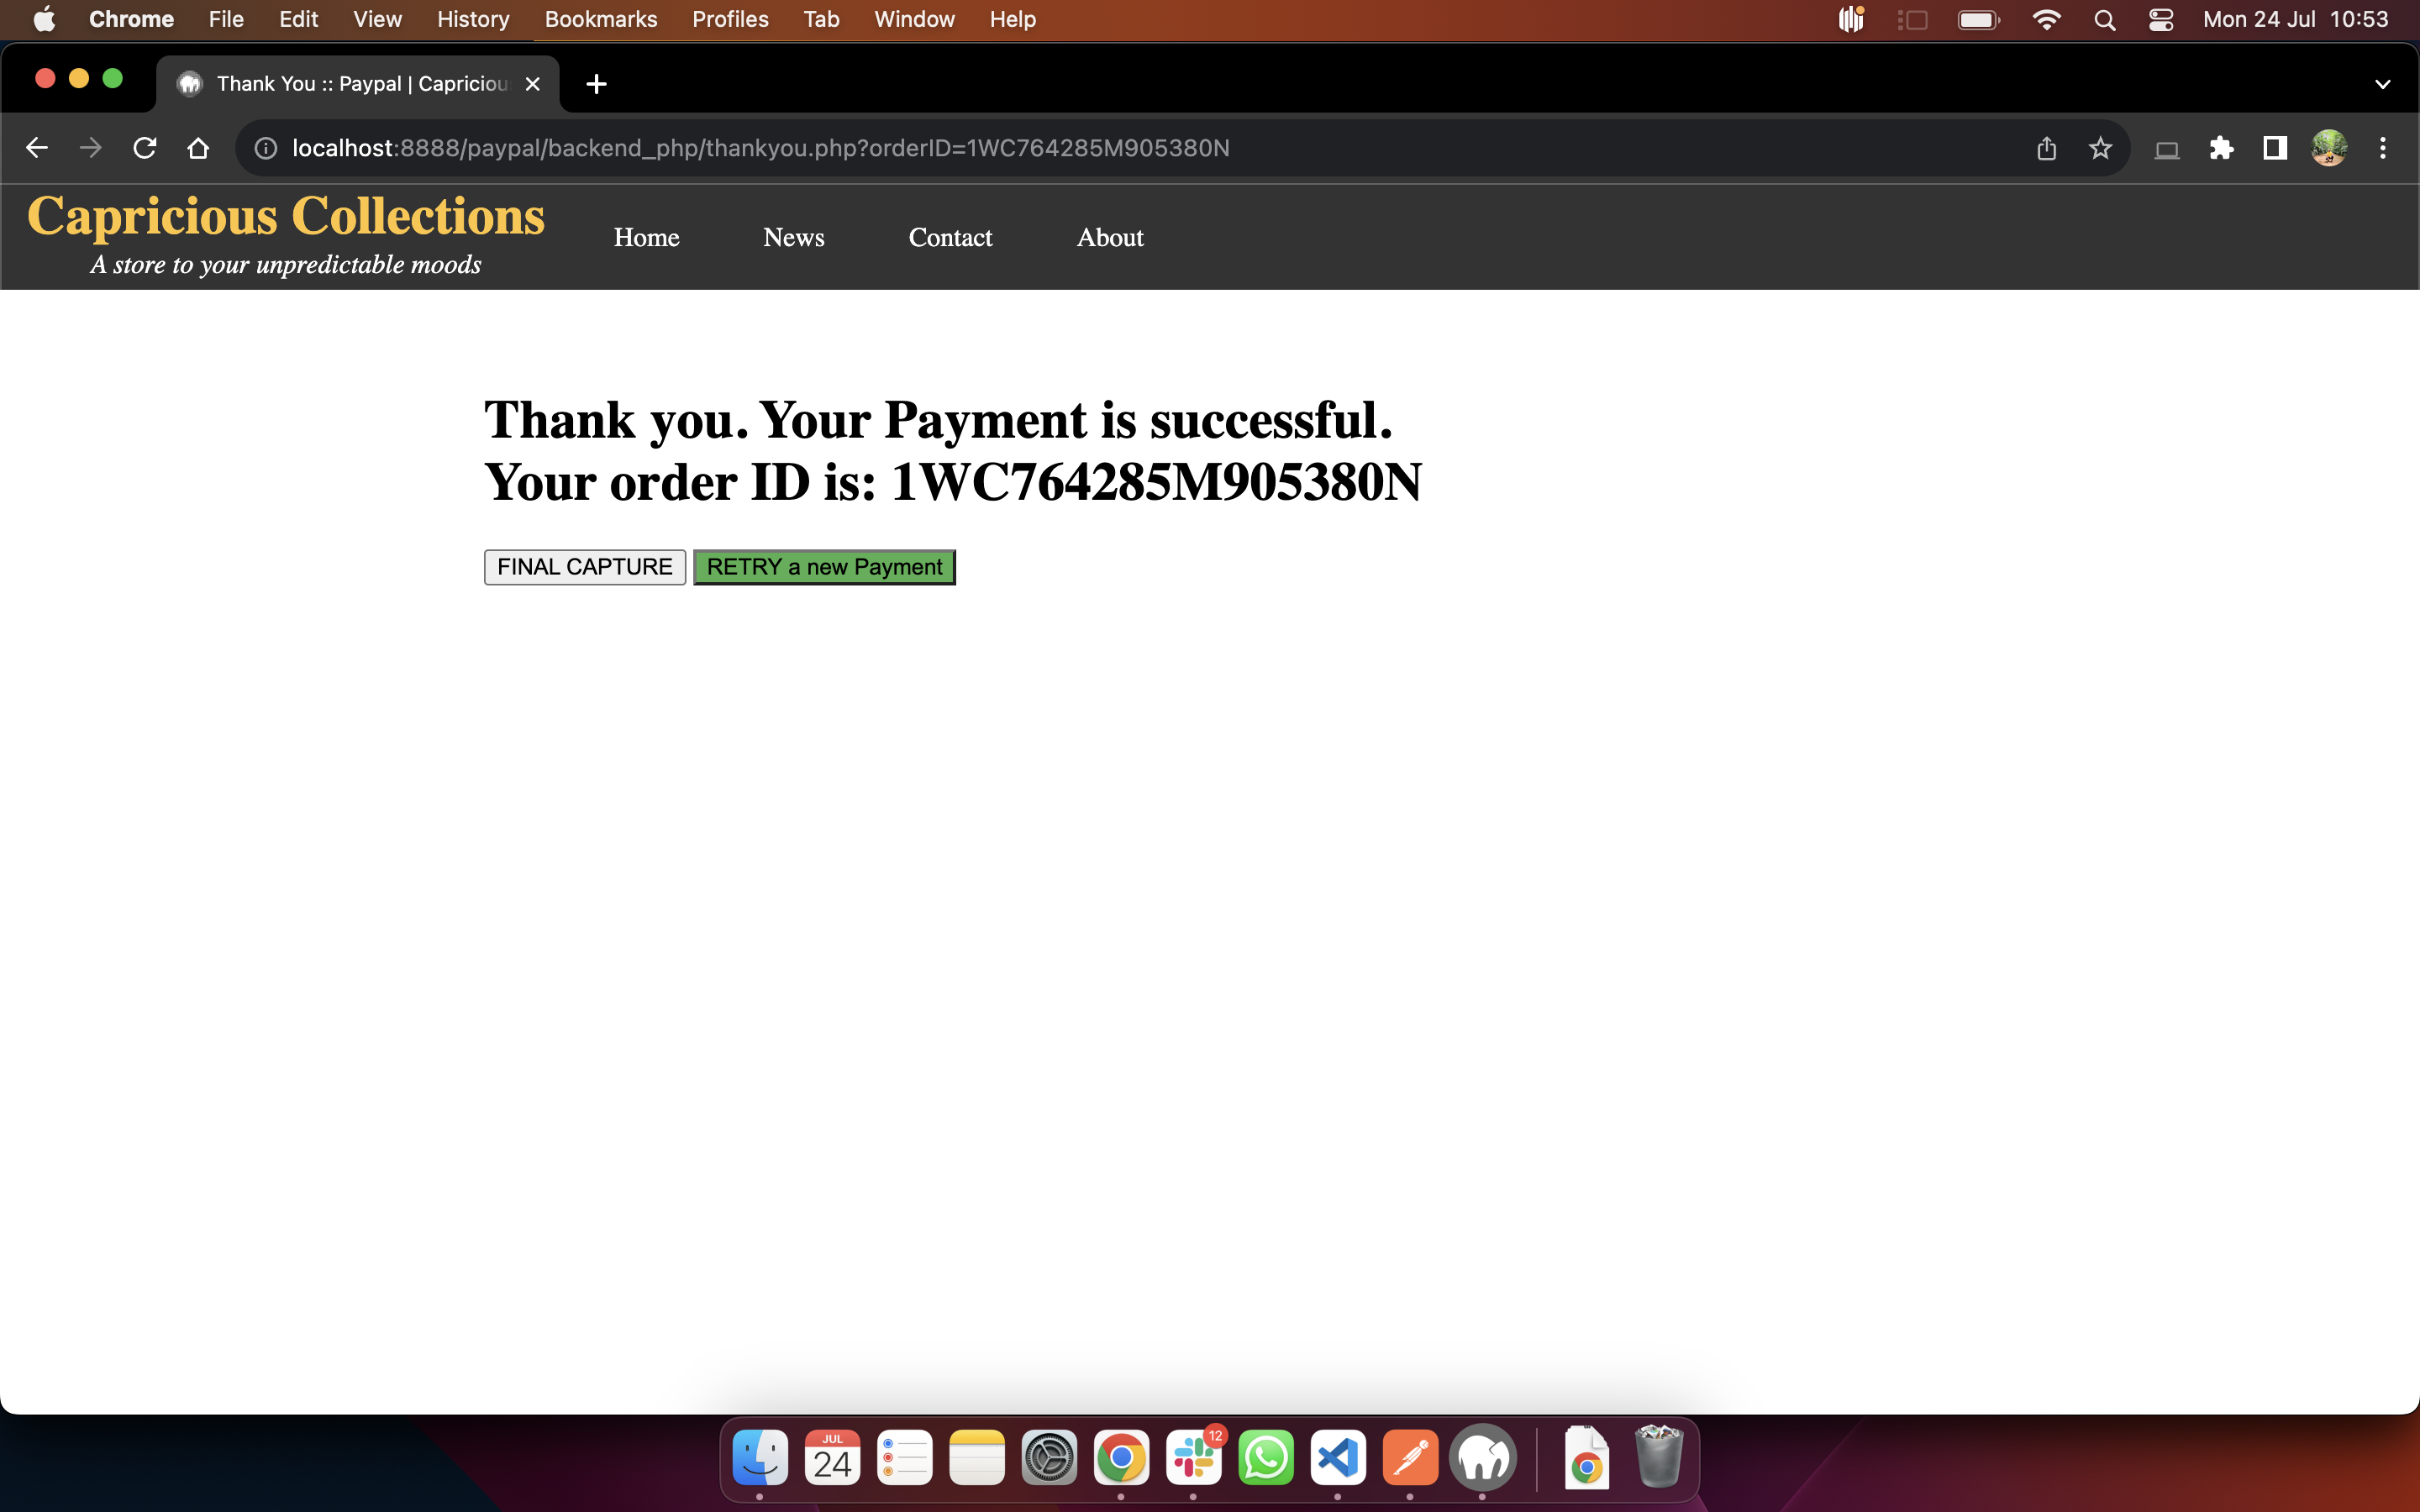 Chrome File Edit View History Bookmarks Profiles Tab Window Help Mon 24 Jul 10:53
Thank You :: Paypal | Capriciou
localhost:8888/paypal/backend_php/thankyou.php?orderID=1WC764285M905380N
Capricious Collections
A store to your unpredictable moods
Home News Contact About
Thank you. Your Payment is successful.
Your order ID is: 1WC764285M905380N
FINAL CAPTURE RETRY a new Payment
JUL
24
12